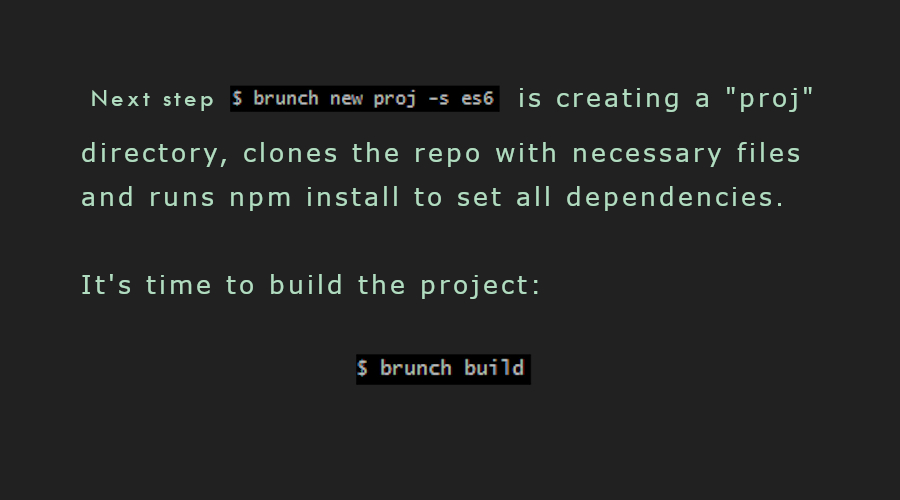 Next step $ brunch new proj -s es6 is creating a "proj"
directory, clones the repo with necessary files
and runs npm install to set all dependencies.
It's time to build the project:
$ brunch build